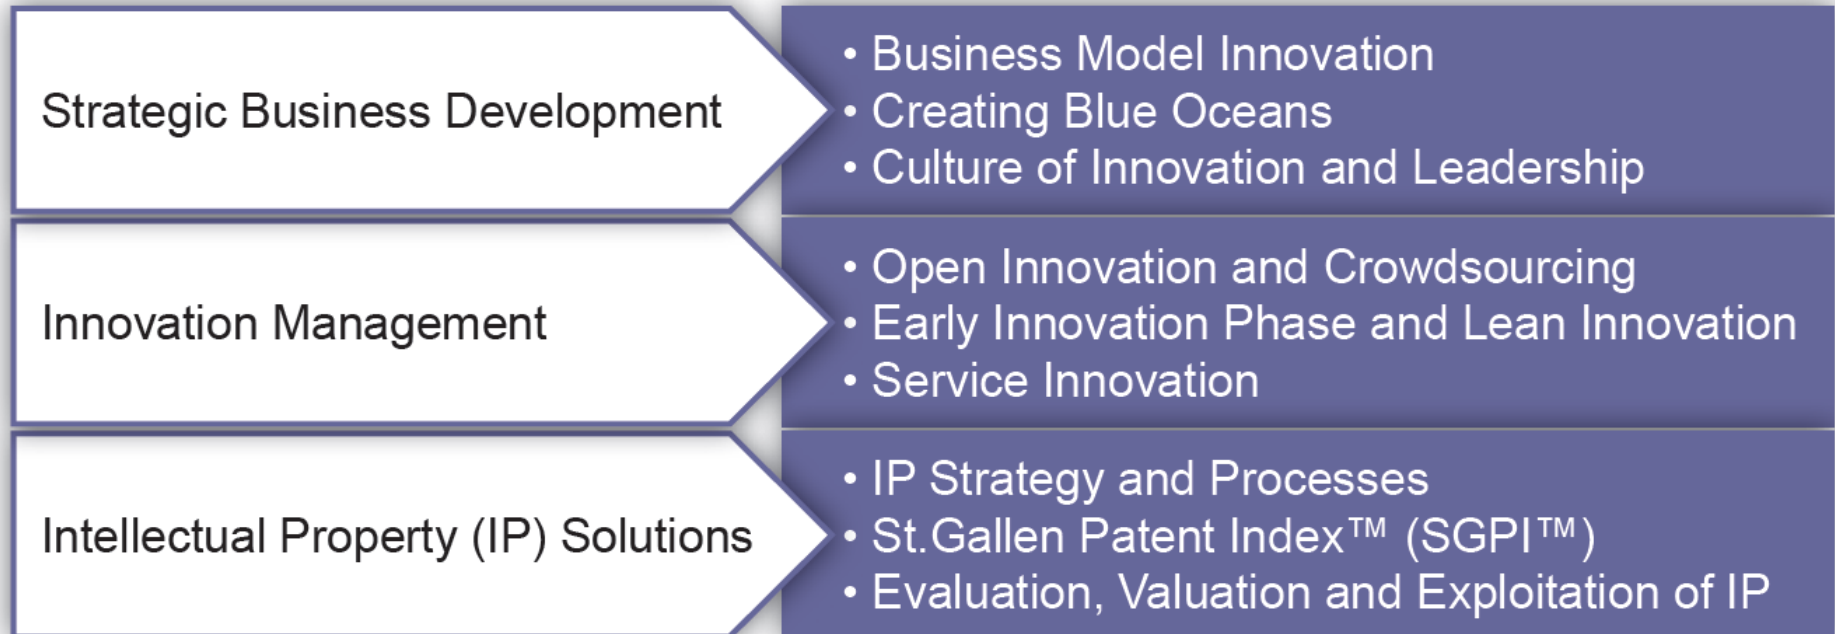 Strategic Business Development
• Business Model Innovation
• Creating Blue Oceans
• Culture of Innovation and Leadership
Innovation Management
• Open Innovation and Crowdsourcing
• Early Innovation Phase and Lean Innovation
• Service Innovation
Intellectual Property (IP) Solutions
• IP Strategy and Processes
• St.Gallen Patent Index™ (SGPI™)
• Evaluation, Valuation and Exploitation of IP